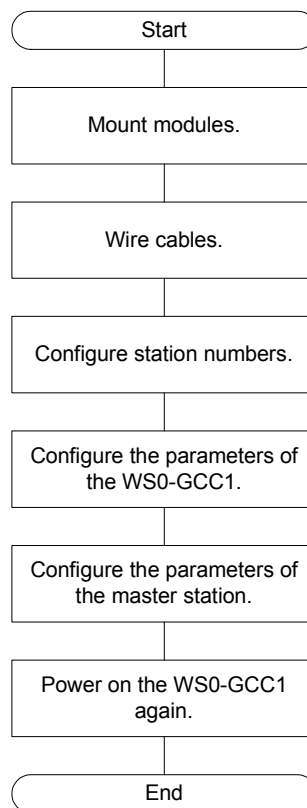 Start
Mount modules.
Wire cables.
Configure station numbers.
Configure the parameters of
the WS0-GCC1.
Configure the parameters of
the master station.
Power on the WS0-GCC1
again.
End